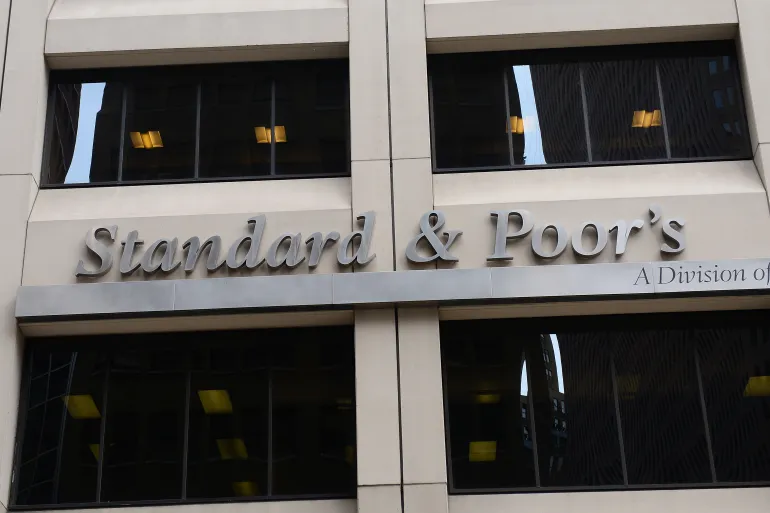 Standard & Poor's
A Division of